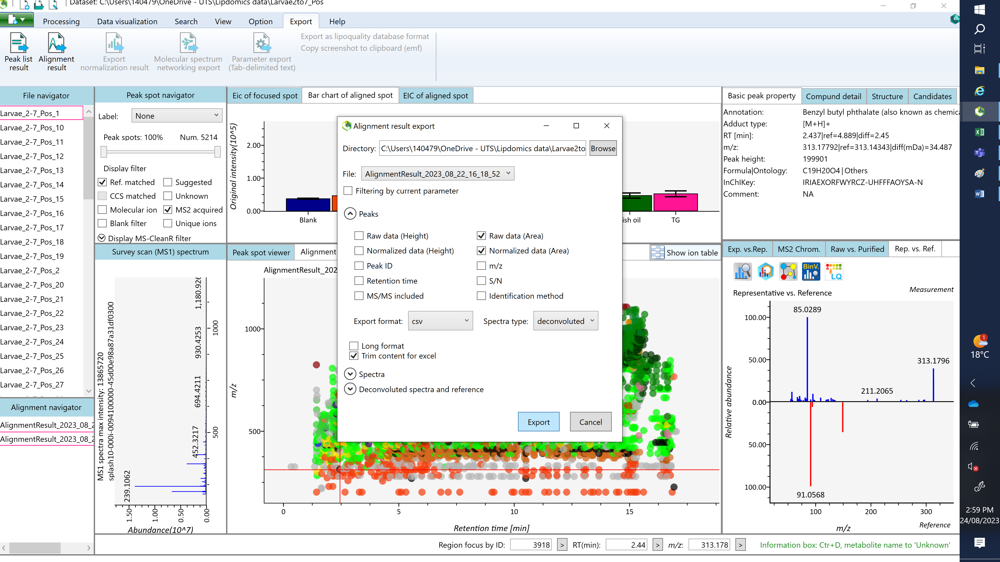 Dataset: C:\Users\140479\OneDrive - UTS\Lipdomics data\Larvae2to7_Pos
Processing
Data visualization
Search
View
Option
Export
Help
Peak list result
Alignment result
Export normalization result
Molecular spectrum networking export
Parameter export (Tab-delimited text)
Export as lipoquality database format
Copy screenshot to clipboard (emf)
File navigator
Larvae_2-7_Pos_1
Larvae_2-7_Pos_10
Larvae_2-7_Pos_11
Larvae_2-7_Pos_12
Larvae_2-7_Pos_13
Larvae_2-7_Pos_14
Larvae_2-7_Pos_15
Larvae_2-7_Pos_16
Larvae_2-7_Pos_17
Larvae_2-7_Pos_18
Larvae_2-7_Pos_19
Larvae_2-7_Pos_2
Larvae_2-7_Pos_20
Larvae_2-7_Pos_21
Larvae_2-7_Pos_22
Larvae_2-7_Pos_23
Larvae_2-7_Pos_24
Larvae_2-7_Pos_25
Larvae_2-7_Pos_26
Larvae_2-7_Pos_27
Alignment navigator
AlignmentResult_2023_08_2
AlignmentResult_2023_08_2
Peak spot navigator
Label: None
Peak spots: 100% Num. 5214
Display filter
Ref. matched Suggested
CCS matched Unknown
Molecular ion MS2 acquired
Blank filter Unique ions
Display MS-CleanR filter
Survey scan (MS1) spectrum
MS1 spectra max intensity: 13865720
splash10-000i-0094100000-45d00e98a87a31df0300
1,180.926
930.4253
694.4211
452.3217
239.1062
1000
500
1.50 1.00 0.50 0.00
Abundance(10^7)
Eic of focused spot
Bar chart of aligned spot
EIC of aligned spot
Original intensity(10^5)
2.00
1.00
0.00
Blank
ish oil
TG
Alignment result export
Directory: C:\Users\140479\OneDrive - UTS\Lipdomics data\Larvae2to Browse
File: AlignmentResult_2023_08_22_16_18_52
Filtering by current parameter
Peaks
Raw data (Height) Raw data (Area)
Normalized data (Height) Normalized data (Area)
Peak ID m/z
Retention time S/N
MS/MS included Identification method
Export format: csv Spectra type: deconvoluted
Long format
Trim content for excel
Spectra
Deconvoluted spectra and reference
Export Cancel
Peak spot viewer
Alignment
Show ion table
AlignmentResult_202
m/z
1000
500
0 5 10 15
Retention time [min]
Basic peak property
Compund detail
Structure
Candidates
Annotation: Benzyl butyl phthalate (also known as chemica
Adduct type: [M+H]+
RT [min]: 2.437|ref=4.889|diff=2.45
m/z: 313.17792|ref=313.14343|diff(mDa)=34.487
Peak height: 199901
Formula|Ontology: C19H20O4|Others
InChIKey: IRIAEXORFWYRCZ-UHFFFAOYSA-N
Comment: NA
Exp. vs.Rep.
MS2 Chrom.
Raw vs. Purified
Rep. vs. Ref.
BinV.
LQ
Measurement
Representative vs. Reference
85.0289
100.00
313.1796
50.00
211.2065
0.00
Relative abundance
50.00
100.00
91.0568
100 200 300
Reference
m/z
Region focus by ID: 3918 > RT(min): 2.44 > m/z: 313.178 >
Information box: Ctr+D, metabolite name to 'Unknown'
1
18°C
2:59 PM
24/08/2023